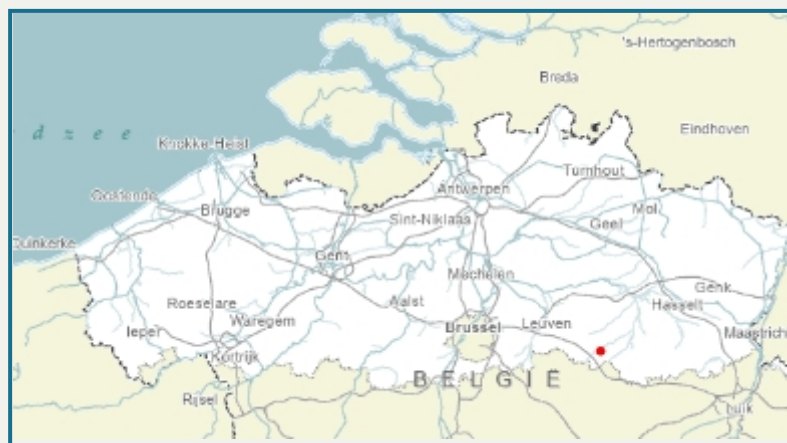 's-Hertogenbosch
Breda
d z e e
Eindhoven
Knokke-Heist
Turnhout
Oostende
Antwerpen
Brugge
Mol
Sint-Niklaas
Geel
Duinkerke
Gent
Mechelen
Genk
Roeselare
Aalst
Hasselt
Waregem
Leuven
Ieper
Brussel
Maastrich
Kortrijk
BELGIË
Rijsel
Luik